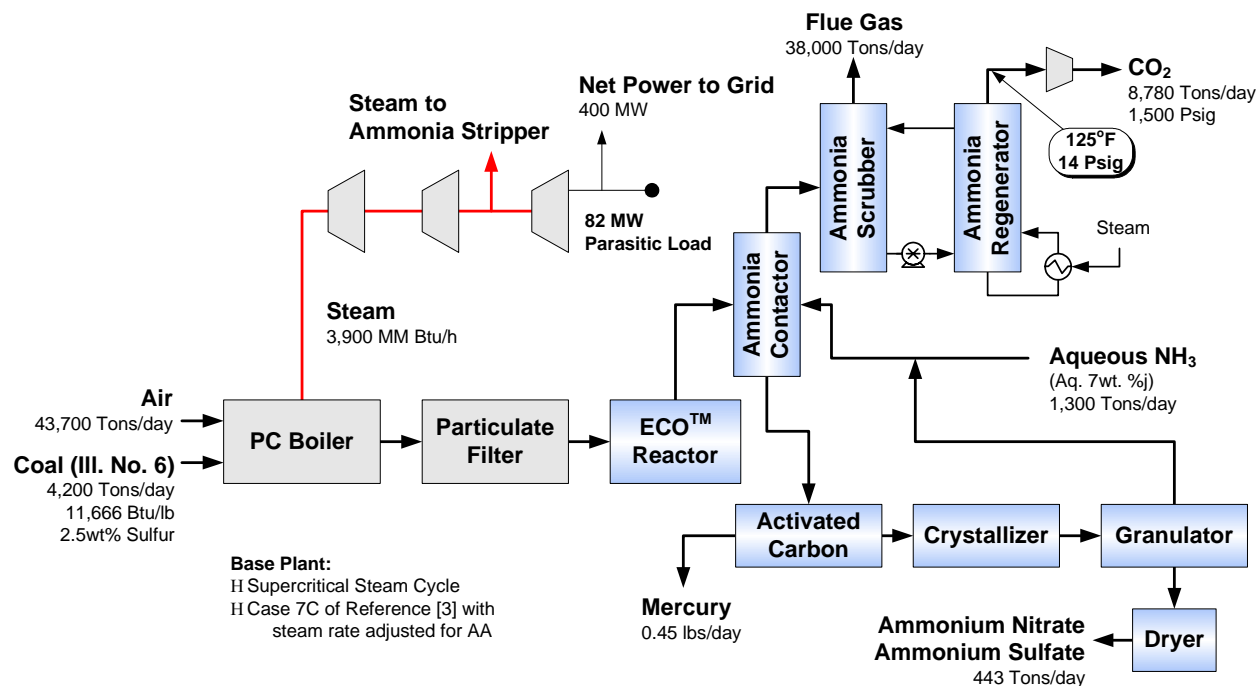 Flue Gas
38,000 Tons/day
CO₂
8,780 Tons/day
1,500 Psig
Net Power to Grid
400 MW
Steam to
Ammonia Stripper
125°F
14 Psig
Ammonia
Scrubber
Ammonia
Regenerator
82 MW
Parasitic Load
Steam
Ammonia
Contactor
Steam
3,900 MM Btu/h
Aqueous NH₃
(Aq. 7wt. %j)
1,300 Tons/day
Air
43,700 Tons/day
PC Boiler
Particulate
Filter
ECO™
Reactor
Coal (Ill. No. 6)
4,200 Tons/day
11,666 Btu/lb
2.5wt% Sulfur
Activated
Carbon
Crystallizer
Granulator
Base Plant:
H Supercritical Steam Cycle
H Case 7C of Reference [3] with
steam rate adjusted for AA
Mercury
0.45 lbs/day
Ammonium Nitrate
Ammonium Sulfate
443 Tons/day
Dryer